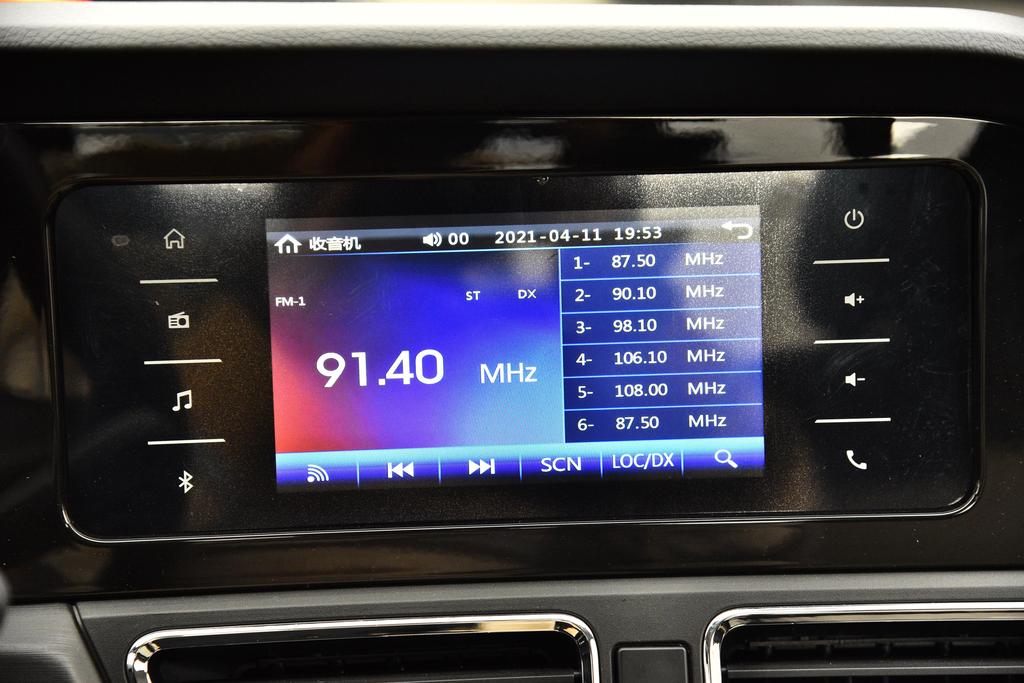 收音机 00 2021-04-11 19:53
FM-1 ST DX
91.40 MHz
1- 87.50 MHz
2- 90.10 MHz
3- 98.10 MHz
4- 106.10 MHz
5- 108.00 MHz
6- 87.50 MHz
SCN LOC/DX